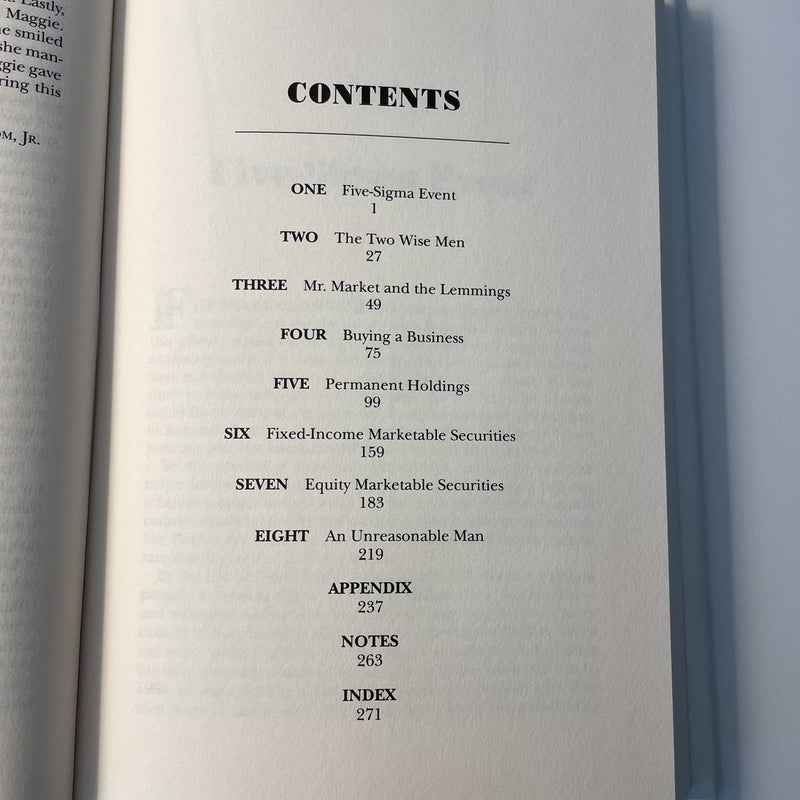 Lastly,
Maggie.
smiled
she man-
gave
ring this
M, JR.
CONTENTS
ONE Five-Sigma Event
1
TWO The Two Wise Men
27
THREE Mr. Market and the Lemmings
49
FOUR Buying a Business
75
FIVE Permanent Holdings
99
SIX Fixed-Income Marketable Securities
159
SEVEN Equity Marketable Securities
183
EIGHT An Unreasonable Man
219
APPENDIX
237
NOTES
263
INDEX
271